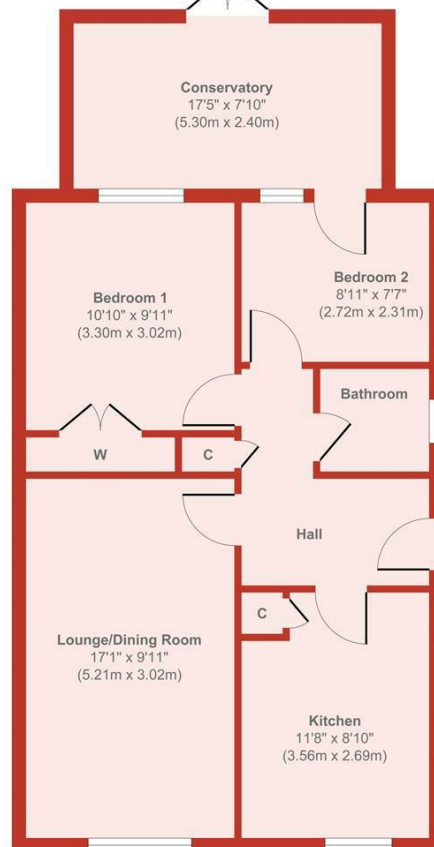 Conservatory
17'5" x 7'10"
(5.30m x 2.40m)
Bedroom 1
10'10" x 9'11"
(3.30m x 3.02m)
Bedroom 2
8'11" x 7'7"
(2.72m x 2.31m)
Bathroom
W
C
Hall
C
Lounge/Dining Room
17'1" x 9'11"
(5.21m x 3.02m)
Kitchen
11'8" x 8'10"
(3.56m x 2.69m)